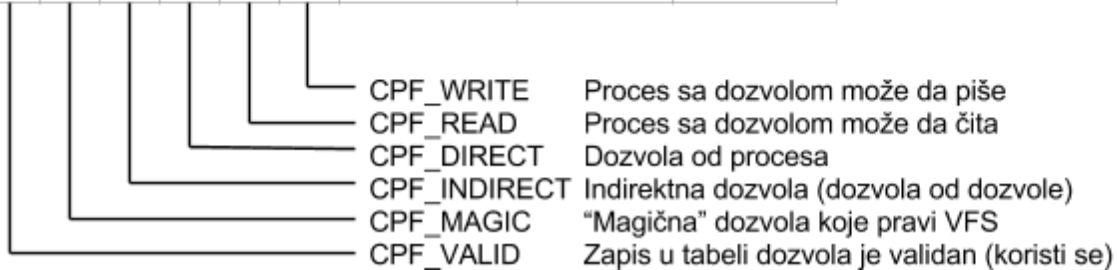 CPF_WRITE Proces sa dozvolom može da piše
CPF_READ Proces sa dozvolom može da čita
CPF_DIRECT Dozvola od procesa
CPF_INDIRECT Indirektna dozvola (dozvola od dozvole)
CPF_MAGIC “Magična” dozvola koje pravi VFS
CPF_VALID Zapis u tabeli dozvola je validan (koristi se)